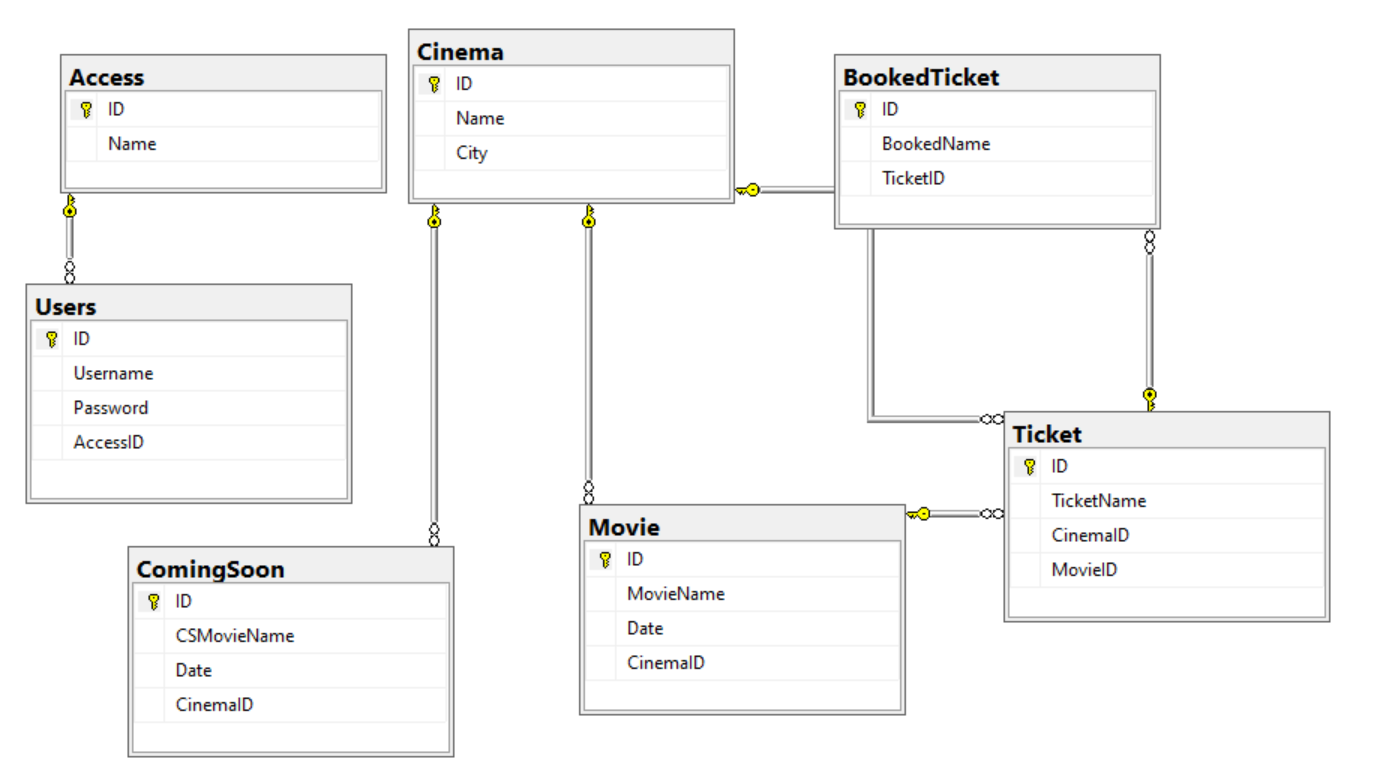 Access
ID
Name
Cinema
ID
Name
City
BookedTicket
ID
BookedName
TicketID
Users
ID
Username
Password
AccessID
Ticket
ID
TicketName
CinemaID
MovieID
ComingSoon
ID
CSMovieName
Date
CinemaID
Movie
ID
MovieName
Date
CinemaID